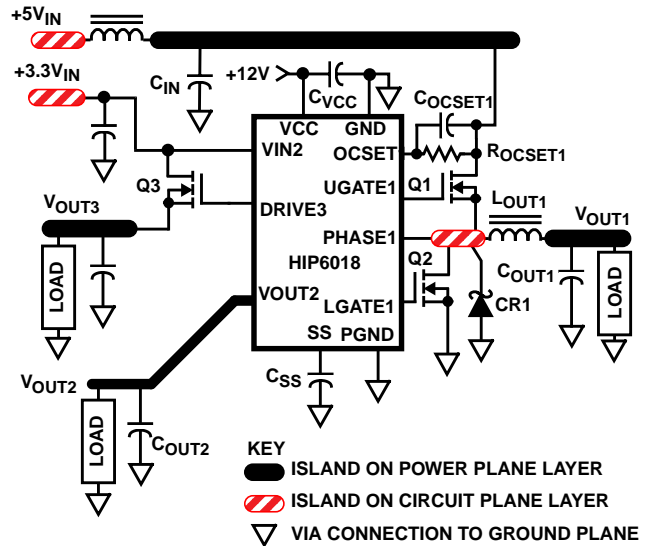 +5VIN
+3.3VIN
CIN
+12V
CVCC
COCSET1
VCC
GND
VIN2
OCSET
ROCSET1
Q3
UGATE1
Q1
DRIVE3
LOUT1
VOUT3
VOUT1
PHASE1
HIP6018
Q2
COUT1
LOAD
LOAD
VOUT2
LGATE1
CR1
SS
PGND
CSS
VOUT2
COUT2
LOAD
KEY
ISLAND ON POWER PLANE LAYER
ISLAND ON CIRCUIT PLANE LAYER
VIA CONNECTION TO GROUND PLANE